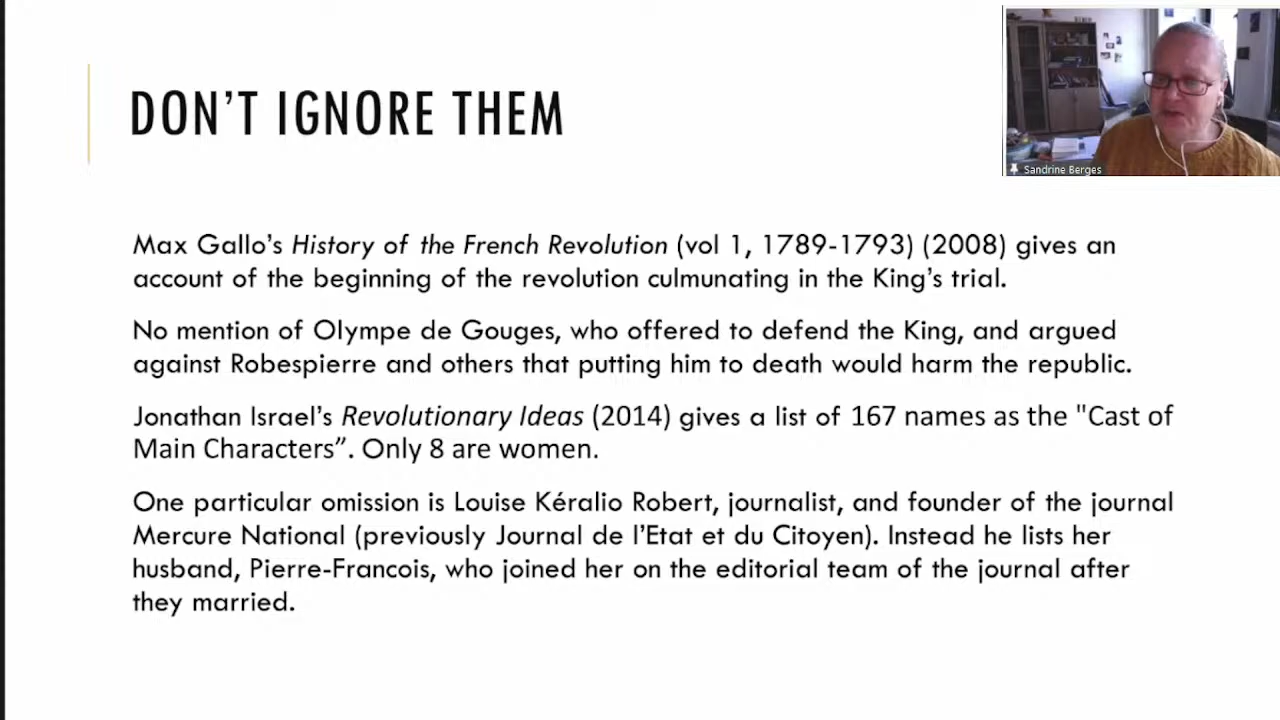 DON'T IGNORE THEM
Sandrine Berges
Max Gallo's History of the French Revolution (vol 1, 1789-1793) (2008) gives an
account of the beginning of the revolution culmunating in the King's trial.
No mention of Olympe de Gouges, who offered to defend the King, and argued
against Robespierre and others that putting him to death would harm the republic.
Jonathan Israel's Revolutionary Ideas (2014) gives a list of 167 names as the "Cast of
Main Characters”. Only 8 are women.
One particular omission is Louise Kéralio Robert, journalist, and founder of the journal
Mercure National (previously Journal de l'Etat et du Citoyen). Instead he lists her
husband, Pierre-Francois, who joined her on the editorial team of the journal after
they married.